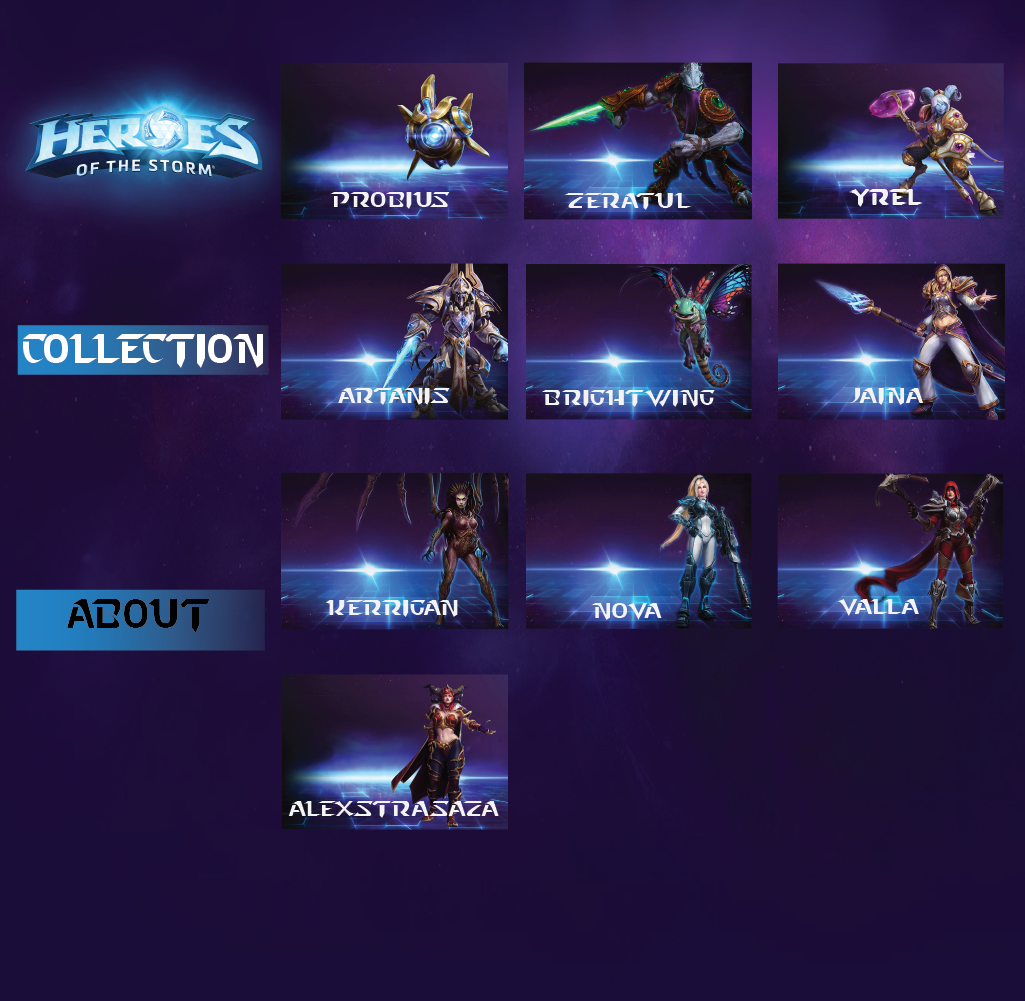 HEROES
OF THE STORM
PROBIUS
ZERATUL
YREL
COLLECTION
ARTANIS
BRIGHTWING
JAINA
ABOUT
KERRIGAN
NOVA
VALLA
ALEXSTRASAZA